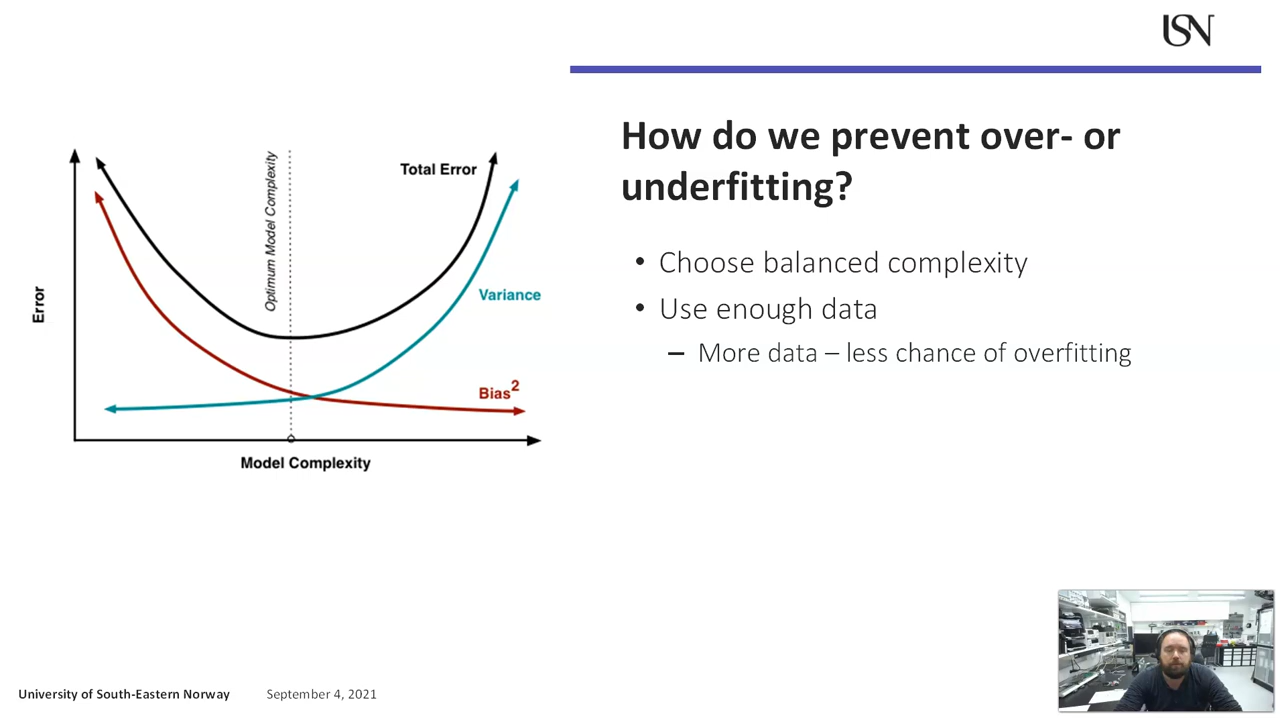 USN
How do we prevent over- or
underfitting?
• Choose balanced complexity
• Use enough data
– More data – less chance of overfitting
Total Error
Optimum Model Complexity
Variance
Error
Bias²
Model Complexity
University of South-Eastern Norway September 4, 2021